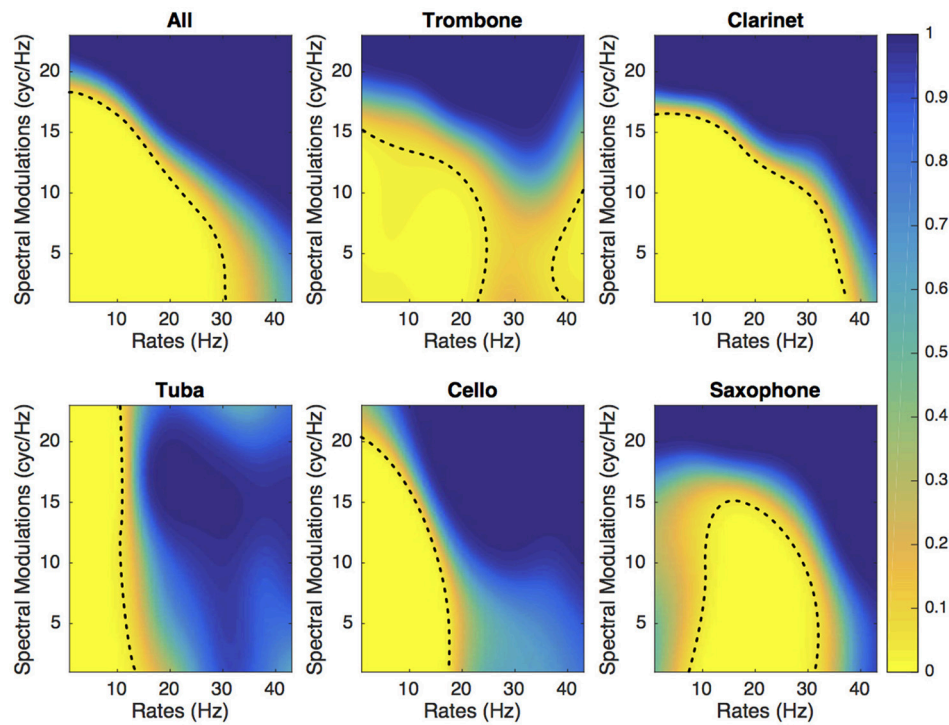 All
Trombone
Clarinet
Spectral Modulations (cyc/Hz)
20
15
10
5
10 20 30 40
Rates (Hz)
Spectral Modulations (cyc/Hz)
20
15
10
5
10 20 30 40
Rates (Hz)
Spectral Modulations (cyc/Hz)
20
15
10
5
10 20 30 40
Rates (Hz)
Tuba
Cello
Saxophone
Spectral Modulations (cyc/Hz)
20
15
10
5
10 20 30 40
Rates (Hz)
Spectral Modulations (cyc/Hz)
20
15
10
5
10 20 30 40
Rates (Hz)
Spectral Modulations (cyc/Hz)
20
15
10
5
10 20 30 40
Rates (Hz)
1
0.9
0.8
0.7
0.6
0.5
0.4
0.3
0.2
0.1
0